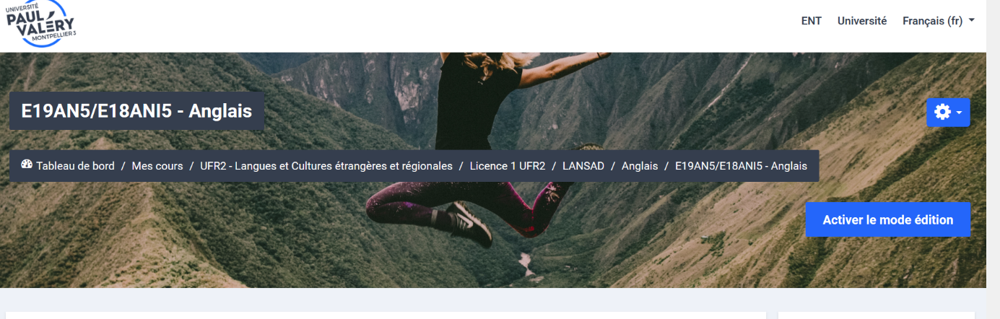 UNIVERSITÉ
PAUL
VALÉRY
MONTPELLIER 3
ENT Université Français (fr)
E19AN5/E18ANI5 - Anglais
Tableau de bord / Mes cours / UFR2 - Langues et Cultures étrangères et régionales / Licence 1 UFR2 / LANSAD / Anglais / E19AN5/E18ANI5 - Anglais
Activer le mode édition